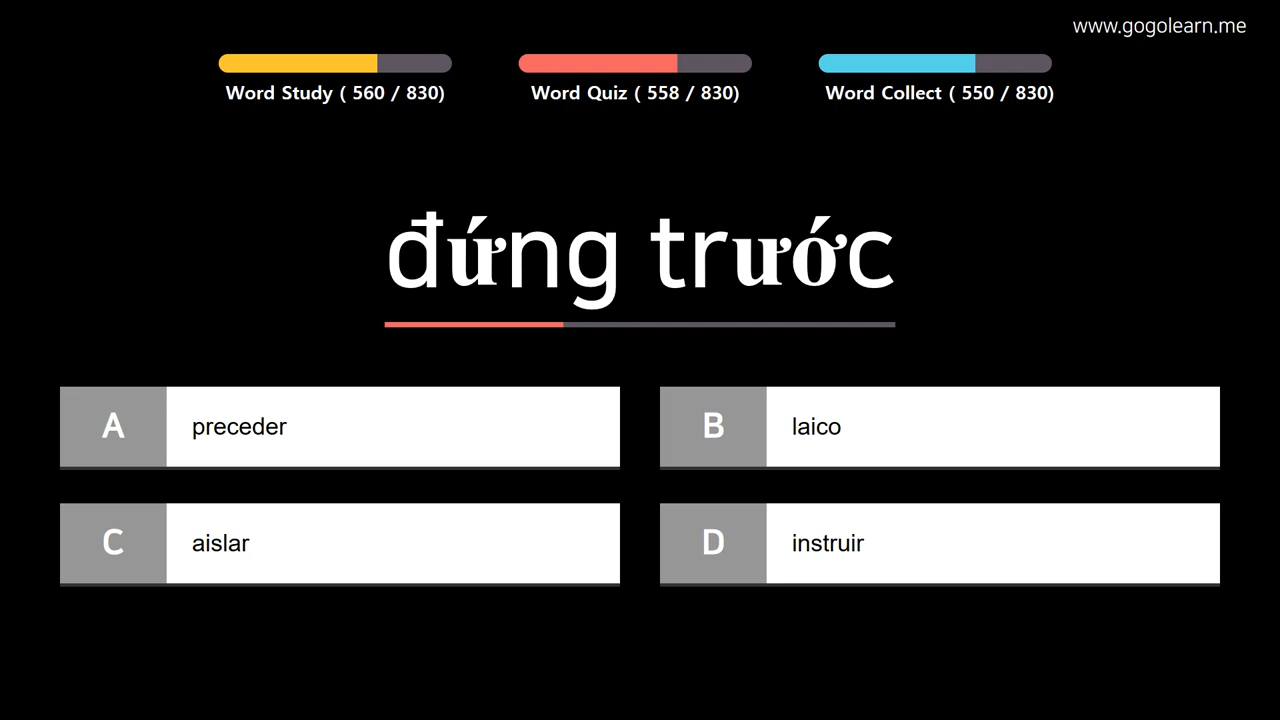 www.gogolearn.me
Word Study ( 560 / 830)
Word Quiz ( 558 / 830)
Word Collect ( 550 / 830)
đứng trước
A preceder
B laico
C aislar
D instruir